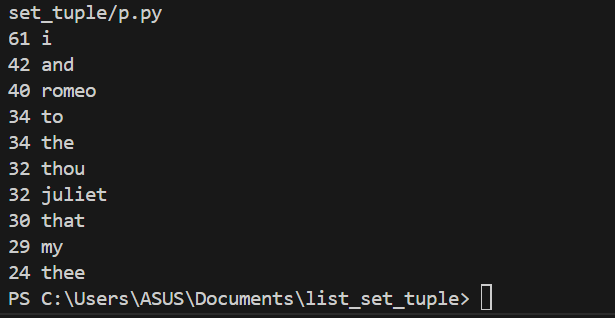 set_tuple/p.py
61 i
42 and
40 romeo
34 to
34 the
32 thou
32 juliet
30 that
29 my
24 thee
PS C:\Users\ASUS\Documents\list_set_tuple>